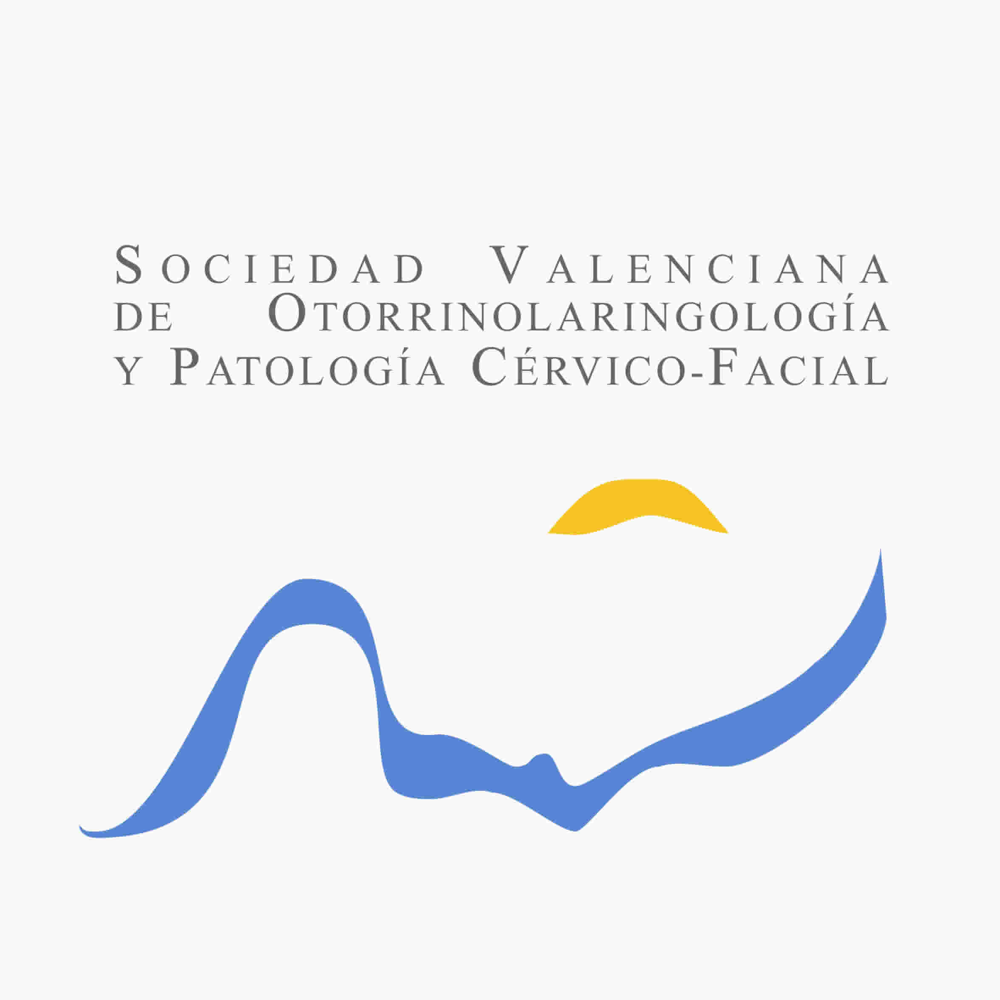 Sociedad Valenciana
de Otorrinolaringología
y Patología Cérvico-Facial